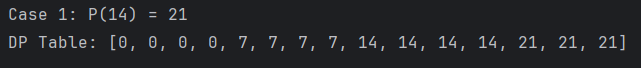 Case 1: P(14) = 21
DP Table: [0, 0, 0, 0, 7, 7, 7, 7, 14, 14, 14, 14, 21, 21, 21]